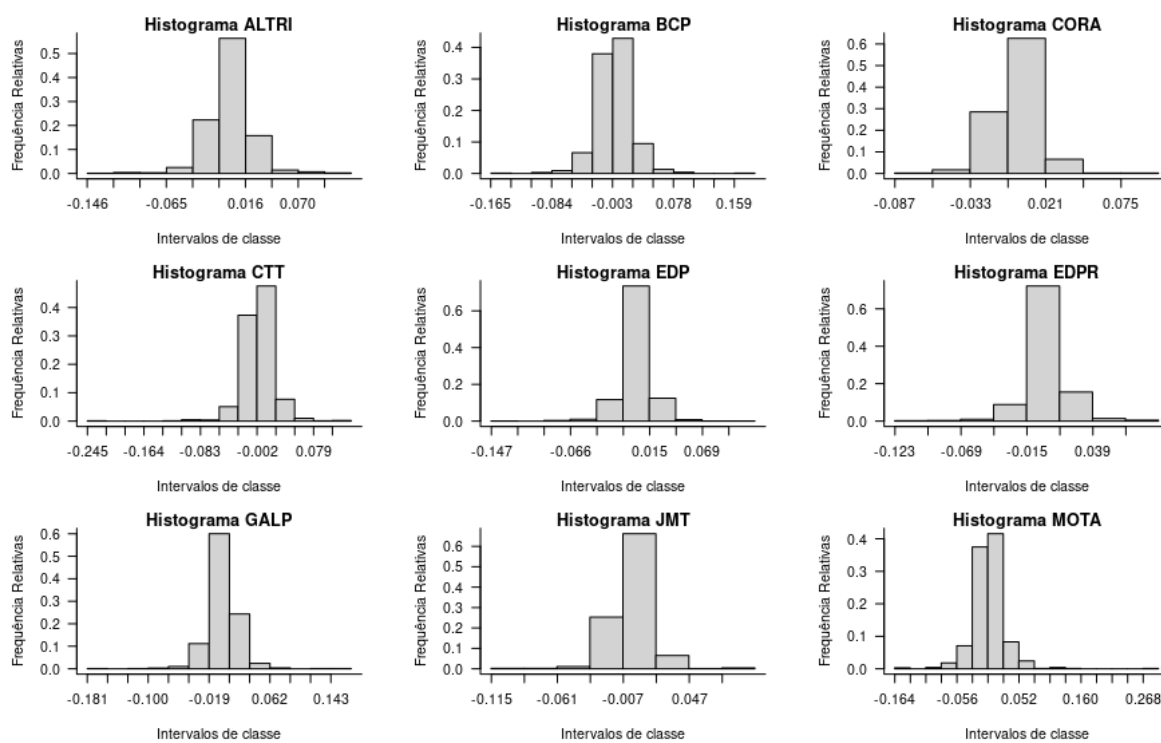 Histograma ALTRI
Frequência Relativas
0.5
0.4
0.3
0.2
0.1
0.0
-0.146 -0.065 0.016 0.070
Intervalos de classe
Histograma BCP
Frequência Relativas
0.4
0.3
0.2
0.1
0.0
-0.165 -0.084 -0.003 0.078 0.159
Intervalos de classe
Histograma CORA
Frequência Relativas
0.6
0.5
0.4
0.3
0.2
0.1
0.0
-0.087 -0.033 0.021 0.075
Intervalos de classe
Histograma CTT
Frequência Relativas
0.4
0.3
0.2
0.1
0.0
-0.245 -0.164 -0.083 -0.002 0.079
Intervalos de classe
Histograma EDP
Frequência Relativas
0.6
0.4
0.2
0.0
-0.147 -0.066 0.015 0.069
Intervalos de classe
Histograma EDPR
Frequência Relativas
0.6
0.4
0.2
0.0
-0.123 -0.069 -0.015 0.039
Intervalos de classe
Histograma GALP
Frequência Relativas
0.6
0.5
0.4
0.3
0.2
0.1
0.0
-0.181 -0.100 -0.019 0.062 0.143
Intervalos de classe
Histograma JMT
Frequência Relativas
0.6
0.5
0.4
0.3
0.2
0.1
0.0
-0.115 -0.061 -0.007 0.047
Intervalos de classe
Histograma MOTA
Frequência Relativas
0.4
0.3
0.2
0.1
0.0
-0.164 -0.056 0.052 0.160 0.268
Intervalos de classe